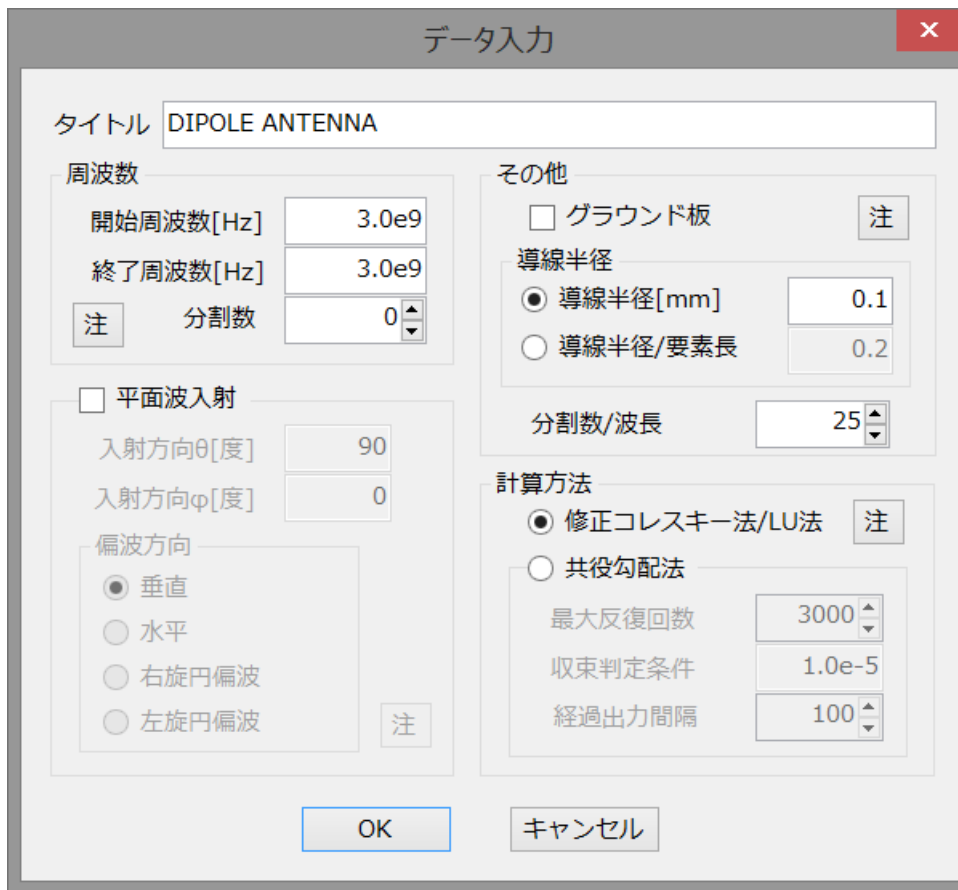 データ入力
×
タイトル DIPOLE ANTENNA
周波数
開始周波数[Hz] 3.0e9
終了周波数[Hz] 3.0e9
注 分割数 0
平面波入射
入射方向θ[度] 90
入射方向φ[度] 0
偏波方向
垂直
水平
右旋円偏波
左旋円偏波
注
その他
グラウンド板 注
導線半径
導線半径[mm] 0.1
導線半径/要素長 0.2
分割数/波長 25
計算方法
修正コレスキー法/LU法 注
共役勾配法
最大反復回数 3000
収束判定条件 1.0e-5
経過出力間隔 100
OK キャンセル